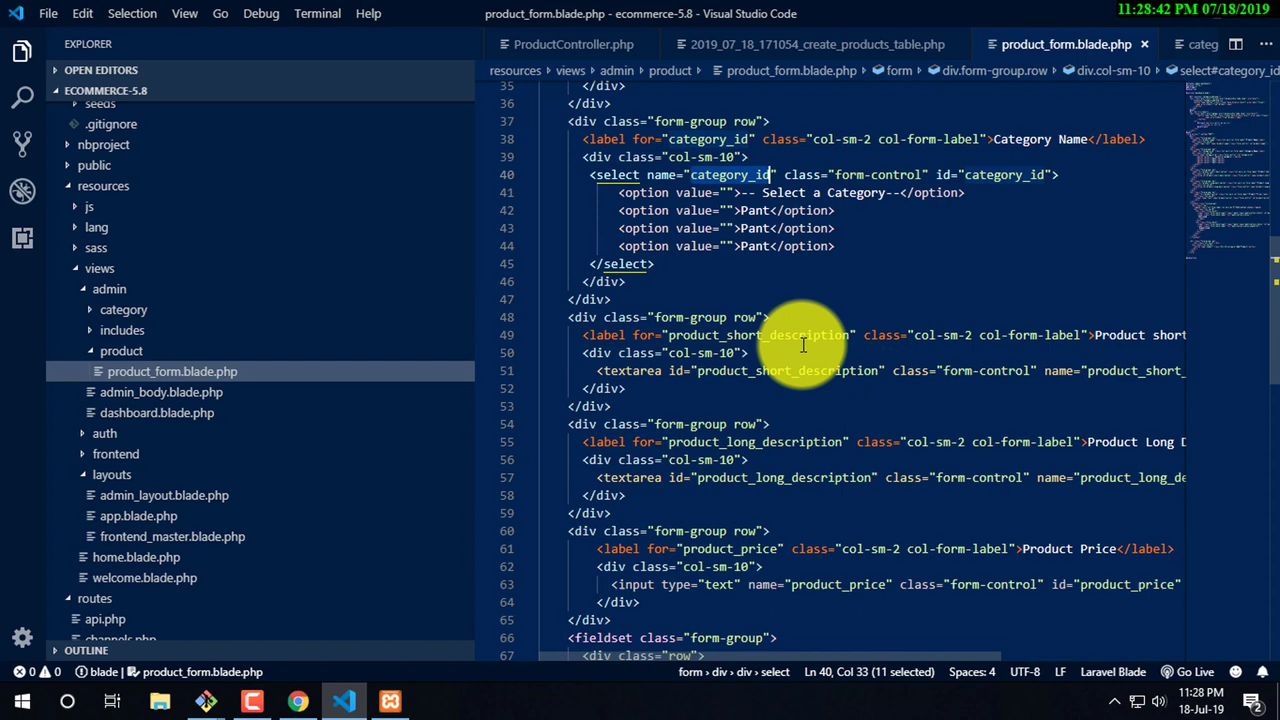 File Edit Selection View Go Debug Terminal Help
product_form.blade.php - ecommerce-5.8 - Visual Studio Code
11:28:42 PM 07/18/2019
EXPLORER
OPEN EDITORS
ECOMMERCE-5.8
seeds
.gitignore
nbproject
public
resources
js
lang
sass
views
admin
category
includes
product
product_form.blade.php
admin_body.blade.php
dashboard.blade.php
auth
frontend
layouts
admin_layout.blade.php
app.blade.php
frontend_master.blade.php
home.blade.php
welcome.blade.php
routes
api.php
channels.php
OUTLINE
ProductController.php 2019_07_18_171054_create_products_table.php product_form.blade.php categ
resources views admin product product_form.blade.php form div.form-group.row div.col-sm-10 select#category_id
35 </div>
36 </div>
37 <div class="form-group row">
38 <label for="category_id" class="col-sm-2 col-form-label">Category Name</label>
39 <div class="col-sm-10">
40 <select name="category_id" class="form-control" id="category_id">
41 <option value="">-- Select a Category--</option>
42 <option value="">Pant</option>
43 <option value="">Pant</option>
44 <option value="">Pant</option>
45 </select>
46 </div>
47 </div>
48 <div class="form-group row">
49 <label for="product_short_description" class="col-sm-2 col-form-label">Product short
50 <div class="col-sm-10">
51 <textarea id="product_short_description" class="form-control" name="product_short_
52 </div>
53 </div>
54 <div class="form-group row">
55 <label for="product_long_description" class="col-sm-2 col-form-label">Product Long D
56 <div class="col-sm-10">
57 <textarea id="product_long_description" class="form-control" name="product_long_de
58 </div>
59 </div>
60 <div class="form-group row">
61 <label for="product_price" class="col-sm-2 col-form-label">Product Price</label>
62 <div class="col-sm-10">
63 <input type="text" name="product_price" class="form-control" id="product_price"
64 </div>
65 </div>
66 <fieldset class="form-group">
67 <div class="row">
0 0 blade product_form.blade.php form › div › div › select Ln 40, Col 33 (11 selected) Spaces: 4 UTF-8 LF Laravel Blade Go Live
11:28 PM
18-Jul-19
2